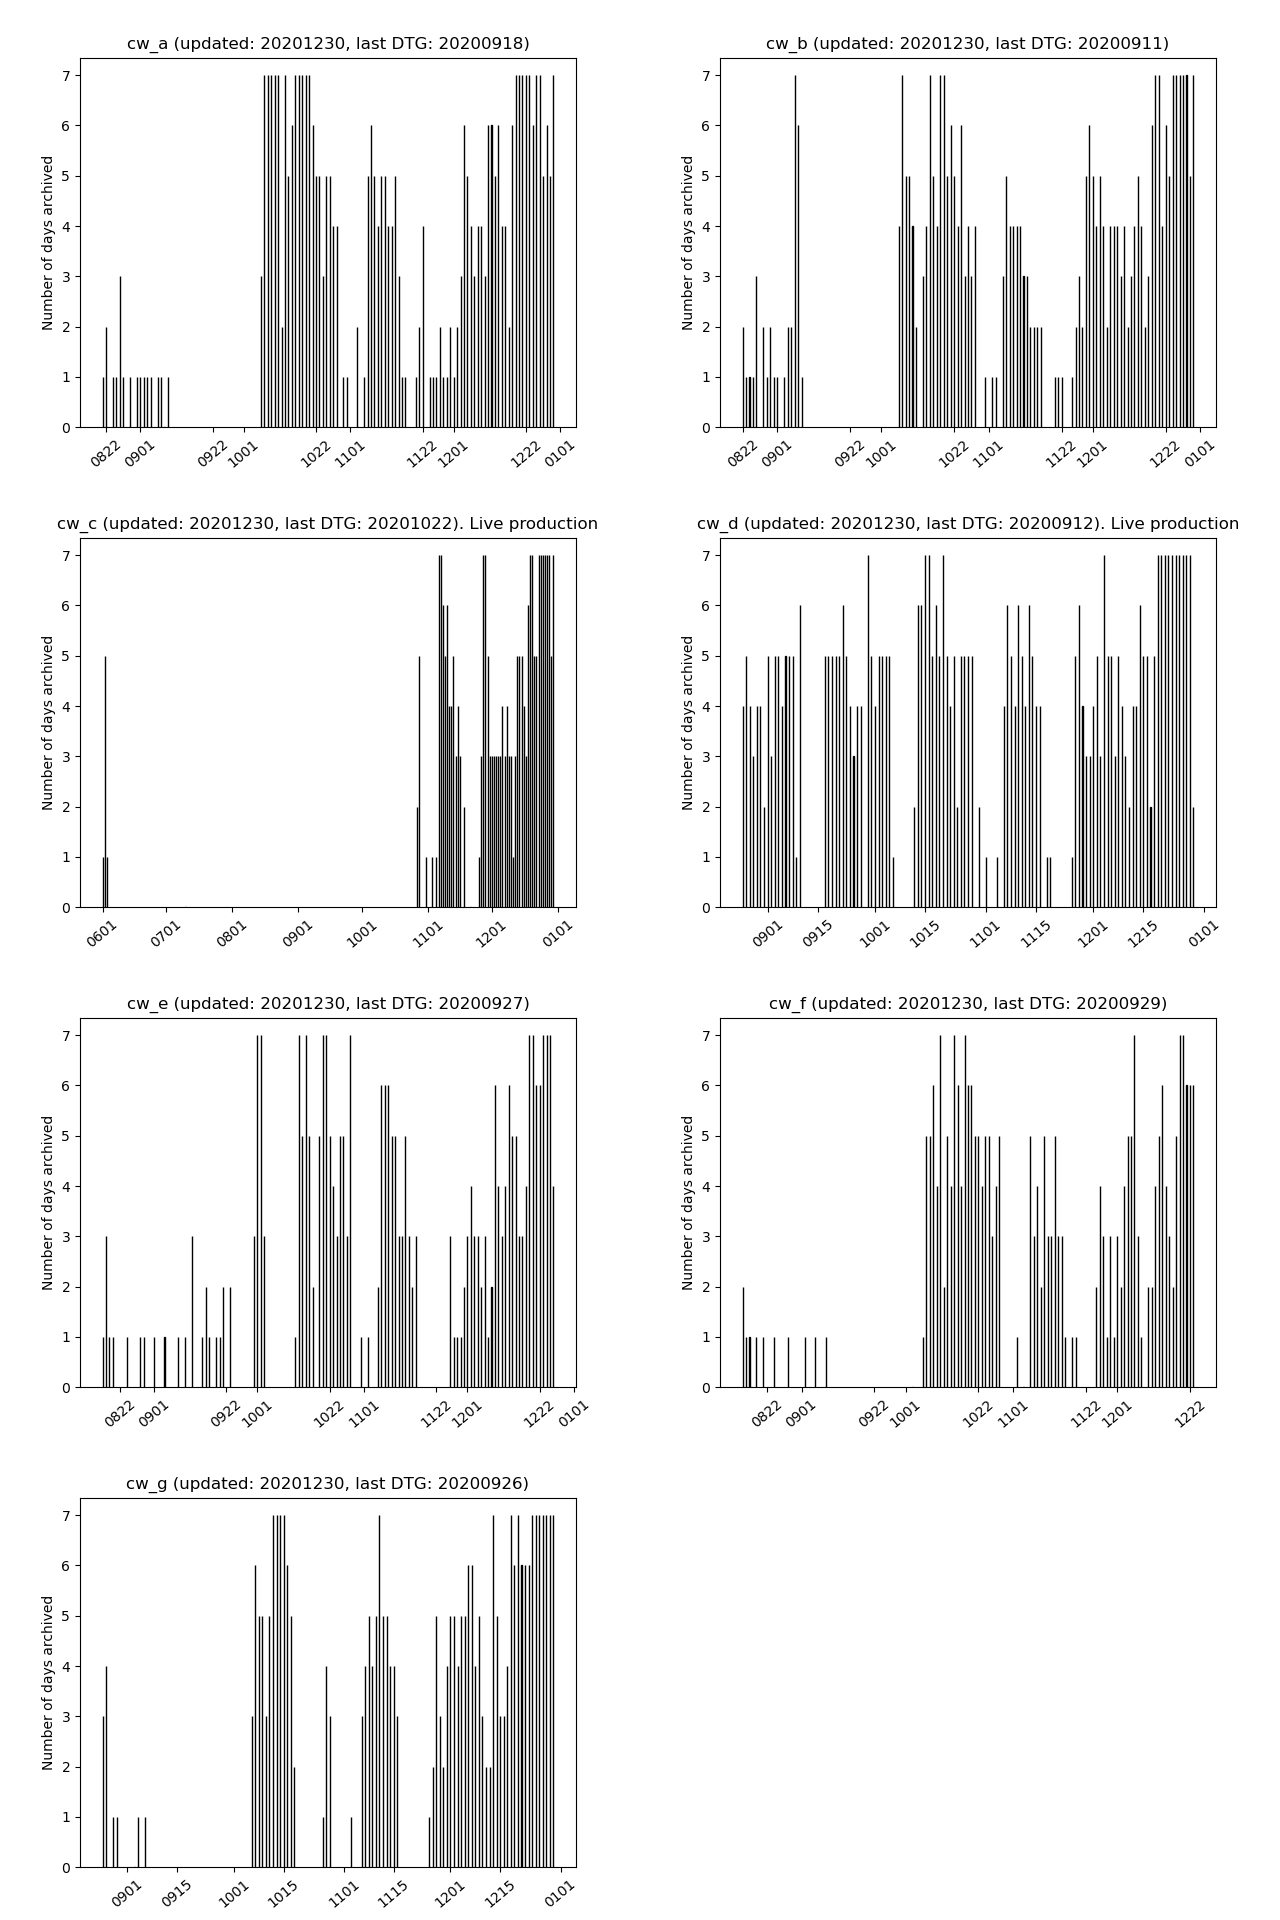 cw_a (updated: 20201230, last DTG: 20200918)
Number of days archived
7
6
5
4
3
2
1
0
0822 0901 0922 1001 1022 1101 1122 1201 1222 0101
cw_b (updated: 20201230, last DTG: 20200911)
Number of days archived
7
6
5
4
3
2
1
0
0822 0901 0922 1001 1022 1101 1122 1201 1222 0101
cw_c (updated: 20201230, last DTG: 20201022). Live production
Number of days archived
7
6
5
4
3
2
1
0
0601 0701 0801 0901 1001 1101 1201 0101
cw_d (updated: 20201230, last DTG: 20200912). Live production
Number of days archived
7
6
5
4
3
2
1
0
0901 0915 1001 1015 1101 1115 1201 1215 0101
cw_e (updated: 20201230, last DTG: 20200927)
Number of days archived
7
6
5
4
3
2
1
0
0822 0901 0922 1001 1022 1101 1122 1201 1222 0101
cw_f (updated: 20201230, last DTG: 20200929)
Number of days archived
7
6
5
4
3
2
1
0
0822 0901 0922 1001 1022 1101 1122 1201 1222
cw_g (updated: 20201230, last DTG: 20200926)
Number of days archived
7
6
5
4
3
2
1
0
0901 0915 1001 1015 1101 1115 1201 1215 0101